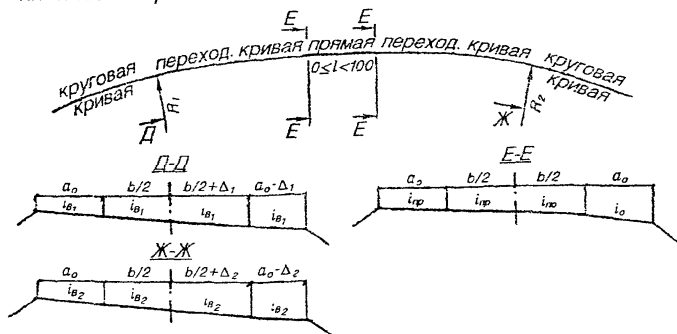 E E
круговая кривая переход. кривая прямая переход. кривая круговая кривая
0≤l<100
R₁ R₂
Д E E Ж
Д-Д
a₀ b/2 b/2+Δ₁ a₀-Δ₁
iв₁ iв₁ iв₁ iв₁
E-E
a₀ b/2 b/2 a₀
iпр iпр iпр i₀
Ж-Ж
a₀ b/2 b/2+Δ₂ a₀-Δ₂
iв₂ iв₂ iв₂ iв₂